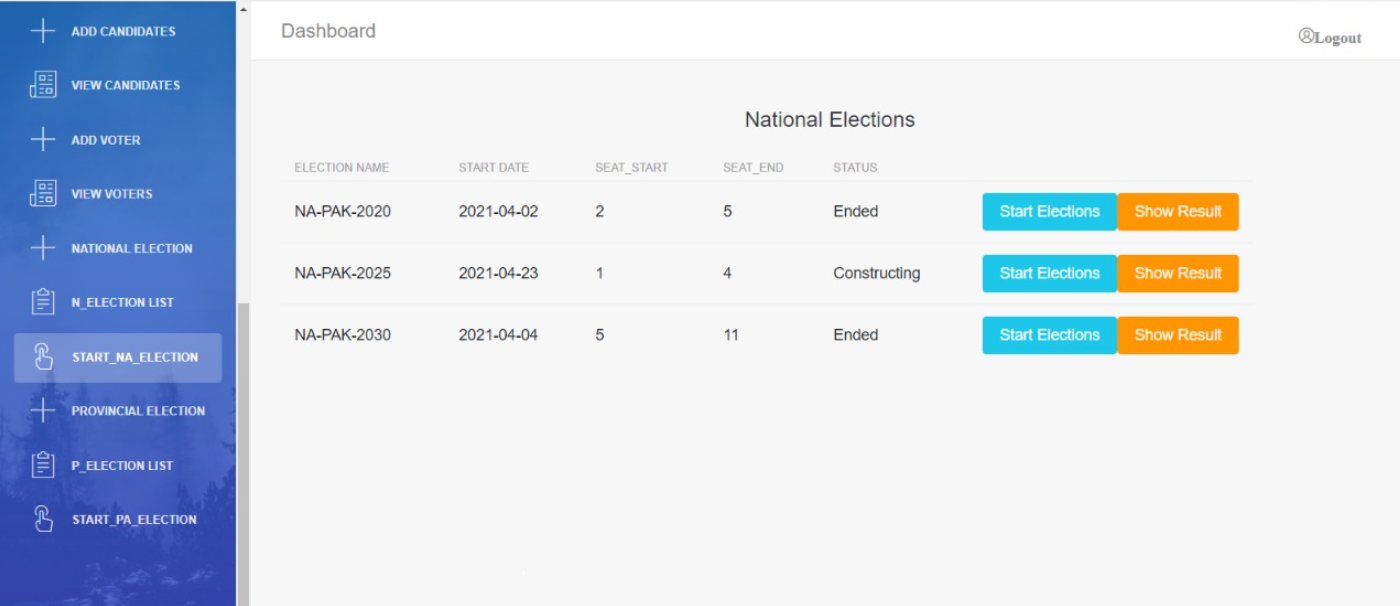 ADD CANDIDATES
VIEW CANDIDATES
ADD VOTER
VIEW VOTERS
NATIONAL ELECTION
N_ELECTION LIST
START_NA_ELECTION
PROVINCIAL ELECTION
P_ELECTION LIST
START_PA_ELECTION
Dashboard
Logout
National Elections
ELECTION NAME START DATE SEAT_START SEAT_END STATUS
NA-PAK-2020 2021-04-02 2 5 Ended Start Elections Show Result
NA-PAK-2025 2021-04-23 1 4 Constructing Start Elections Show Result
NA-PAK-2030 2021-04-04 5 11 Ended Start Elections Show Result